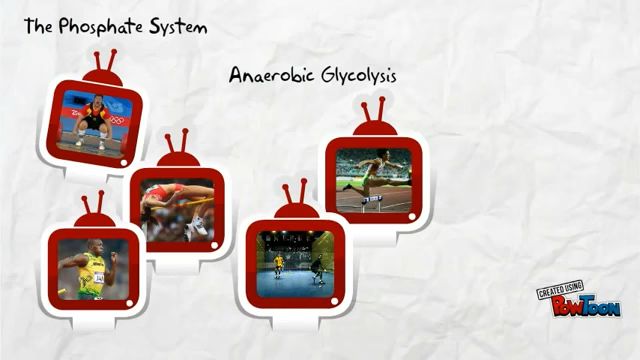 The Phosphate System
Anaerobic Glycolysis
CREATED USING
POWTOON